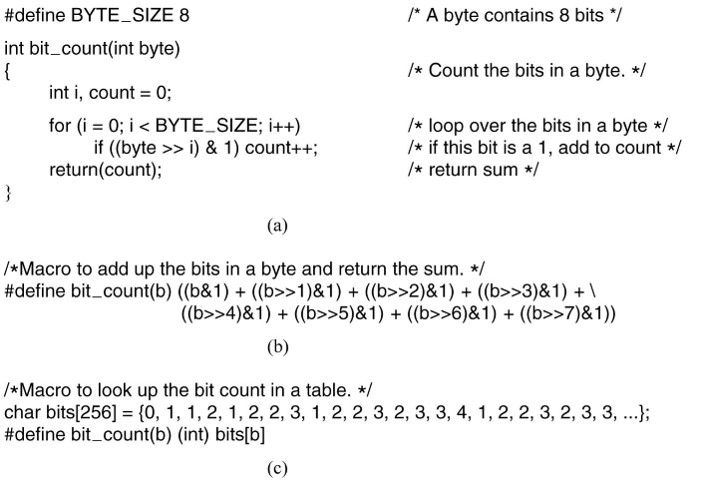 #define BYTE_SIZE 8 /* A byte contains 8 bits */
int bit_count(int byte)
{ /* Count the bits in a byte. */
int i, count = 0;
for (i = 0; i < BYTE_SIZE; i++) /* loop over the bits in a byte */
if ((byte >> i) & 1) count++; /* if this bit is a 1, add to count */
return(count); /* return sum */
}
(a)
/*Macro to add up the bits in a byte and return the sum. */
#define bit_count(b) ((b&1) + ((b>>1)&1) + ((b>>2)&1) + ((b>>3)&1) + \
((b>>4)&1) + ((b>>5)&1) + ((b>>6)&1) + ((b>>7)&1))
(b)
/*Macro to look up the bit count in a table. */
char bits[256] = {0, 1, 1, 2, 1, 2, 2, 3, 1, 2, 2, 3, 2, 3, 3, 4, 1, 2, 2, 3, 2, 3, 3, ...};
#define bit_count(b) (int) bits[b]
(c)